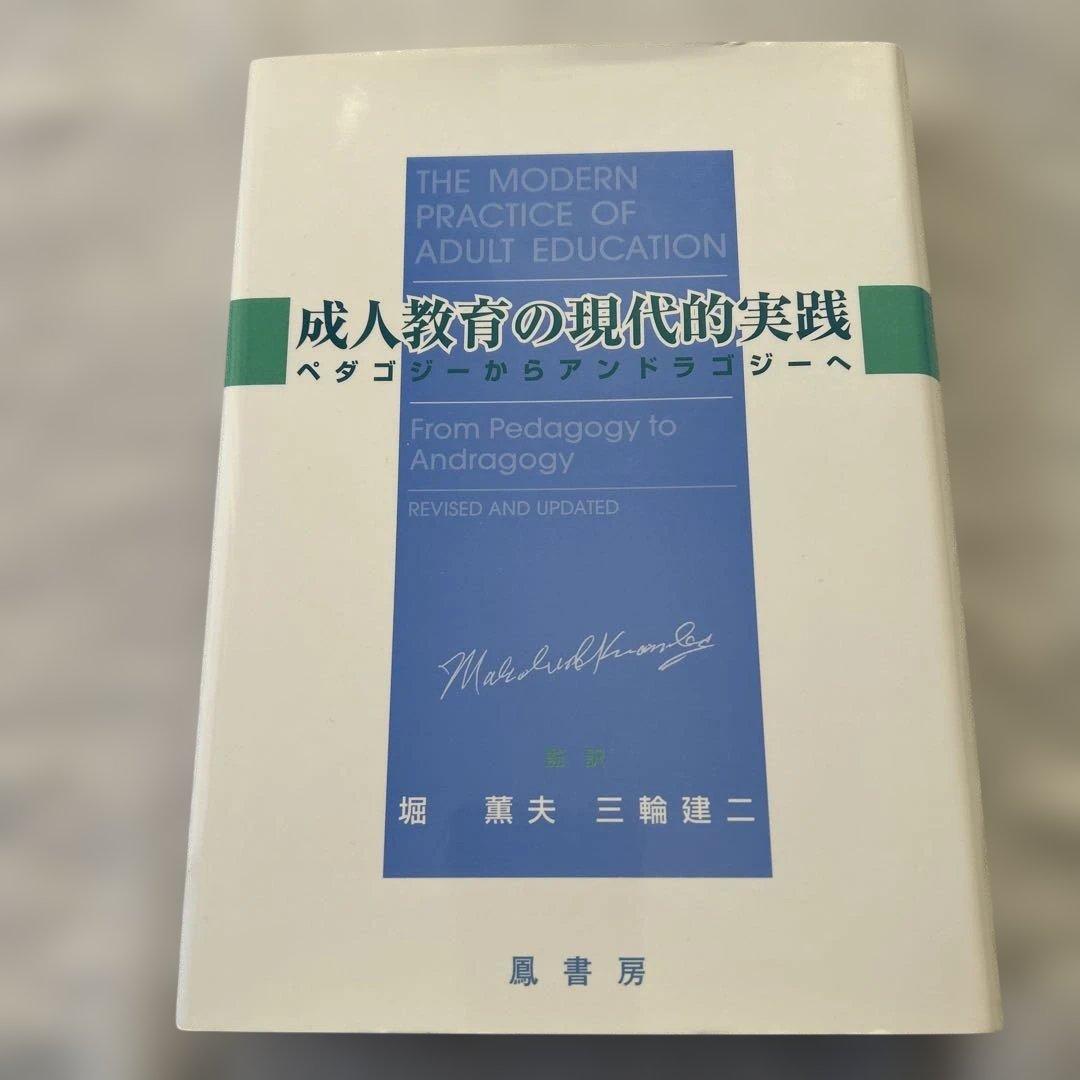 THE MODERN
PRACTICE OF
ADULT EDUCATION
成人教育の現代的実践
ペダゴジーからアンドラゴジーへ
From Pedagogy to
Andragogy
REVISED AND UPDATED
Malcolm Knowles
監訳
堀 薫夫 三輪建二
鳳書房